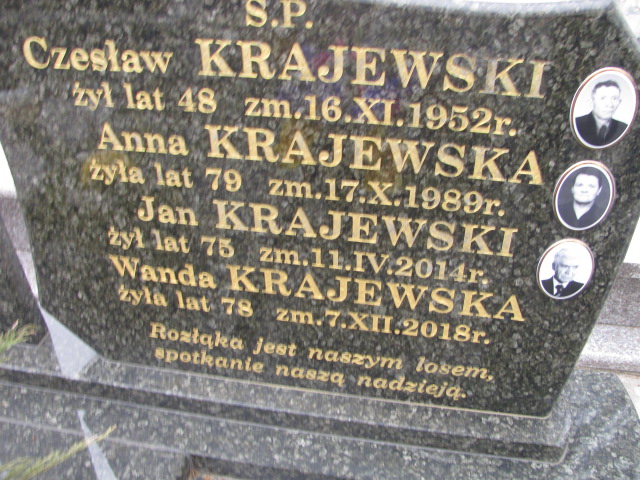 Ś.P.
Czesław KRAJEWSKI
żył lat 48 zm.16.XI.1952r.
Anna KRAJEWSKA
żyła lat 79 zm.17.X.1989r.
Jan KRAJEWSKI
żył lat 75 zm.11.IV.2014r.
Wanda KRAJEWSKA
żyła lat 78 zm.7.XII.2018r.
Rozłąka jest naszym losem,
spotkanie naszą nadzieją.